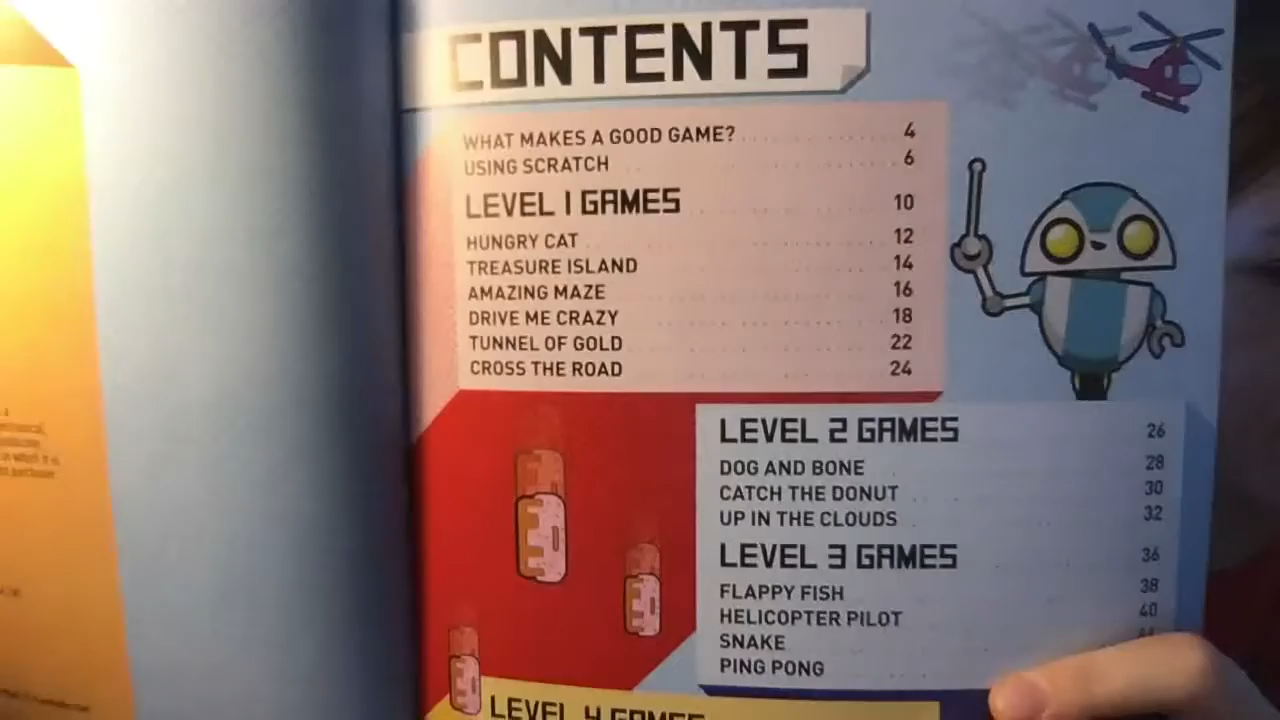 CONTENTS
WHAT MAKES A GOOD GAME? 4
USING SCRATCH 6
LEVEL 1 GAMES 10
HUNGRY CAT 12
TREASURE ISLAND 14
AMAZING MAZE 16
DRIVE ME CRAZY 18
TUNNEL OF GOLD 22
CROSS THE ROAD 24
LEVEL 2 GAMES 26
DOG AND BONE 28
CATCH THE DONUT 30
UP IN THE CLOUDS 32
LEVEL 3 GAMES 36
FLAPPY FISH 38
HELICOPTER PILOT 40
SNAKE
PING PONG
LEVEL 4 GAMES